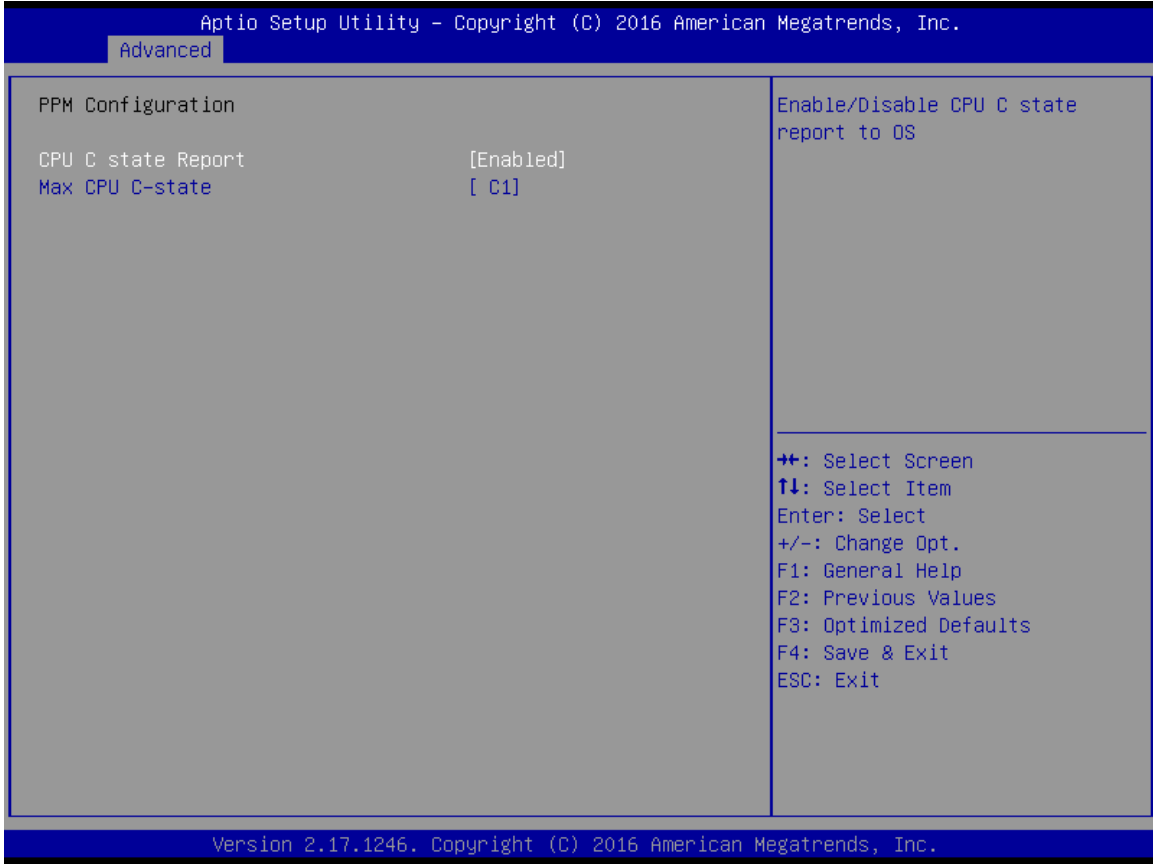 Aptio Setup Utility – Copyright (C) 2016 American Megatrends, Inc.
Advanced
PPM Configuration
CPU C state Report [Enabled]
Max CPU C-state [ C1]
Enable/Disable CPU C state
report to OS
→←: Select Screen
↑↓: Select Item
Enter: Select
+/-: Change Opt.
F1: General Help
F2: Previous Values
F3: Optimized Defaults
F4: Save & Exit
ESC: Exit
Version 2.17.1246. Copyright (C) 2016 American Megatrends, Inc.